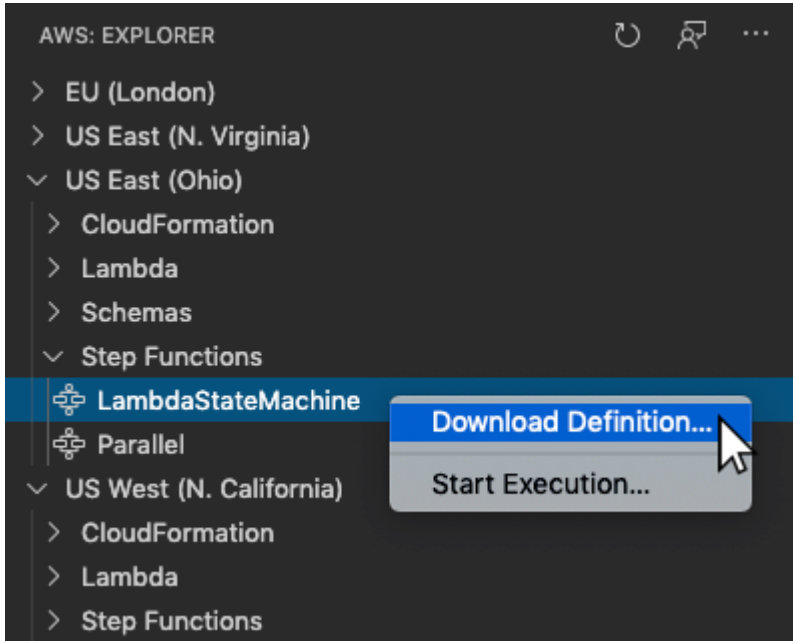 AWS: EXPLORER
EU (London)
US East (N. Virginia)
US East (Ohio)
CloudFormation
Lambda
Schemas
Step Functions
LambdaStateMachine
Download Definition...
Parallel
Start Execution...
US West (N. California)
CloudFormation
Lambda
Step Functions